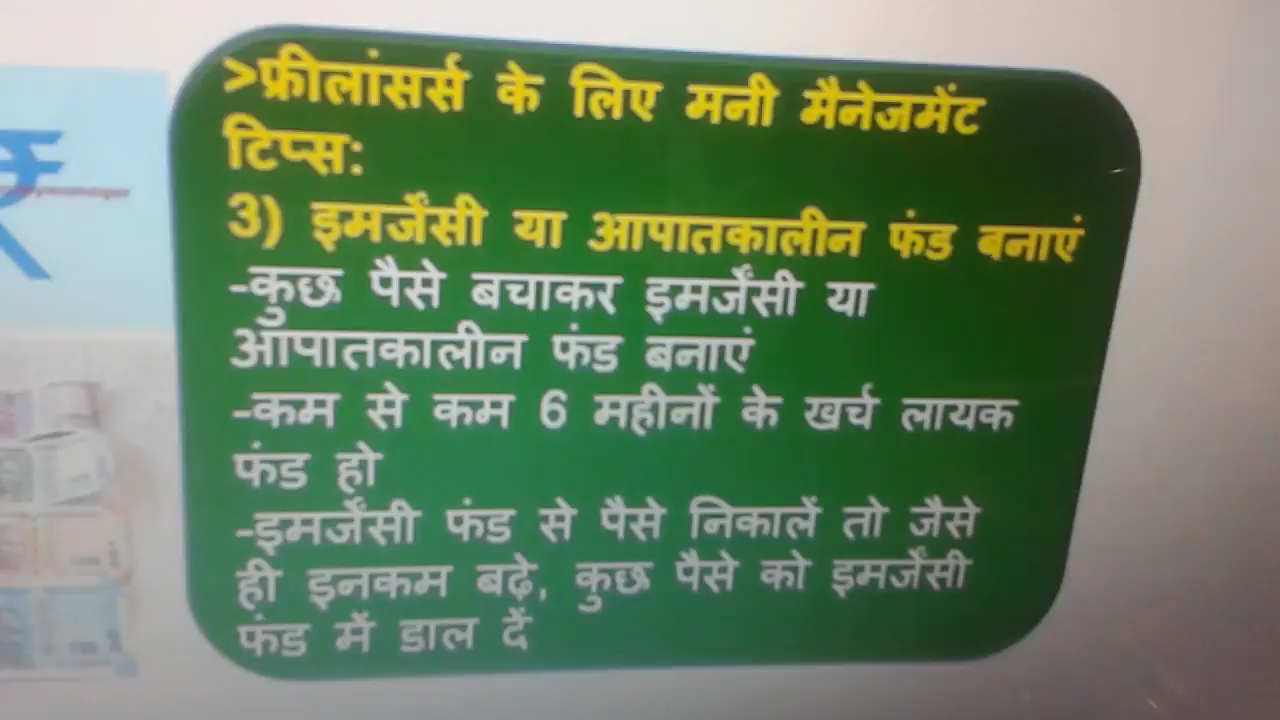 >फ्रीलांसर्स के लिए मनी मैनेजमेंट
टिप्स:
3) इमर्जेंसी या आपातकालीन फंड बनाएं
-कुछ पैसे बचाकर इमर्जेंसी या
आपातकालीन फंड बनाएं
-कम से कम 6 महीनों के खर्च लायक
फंड हो
-इमर्जेंसी फंड से पैसे निकालें तो जैसे
ही इनकम बढ़े, कुछ पैसे को इमर्जेंसी
फंड में डाल दें